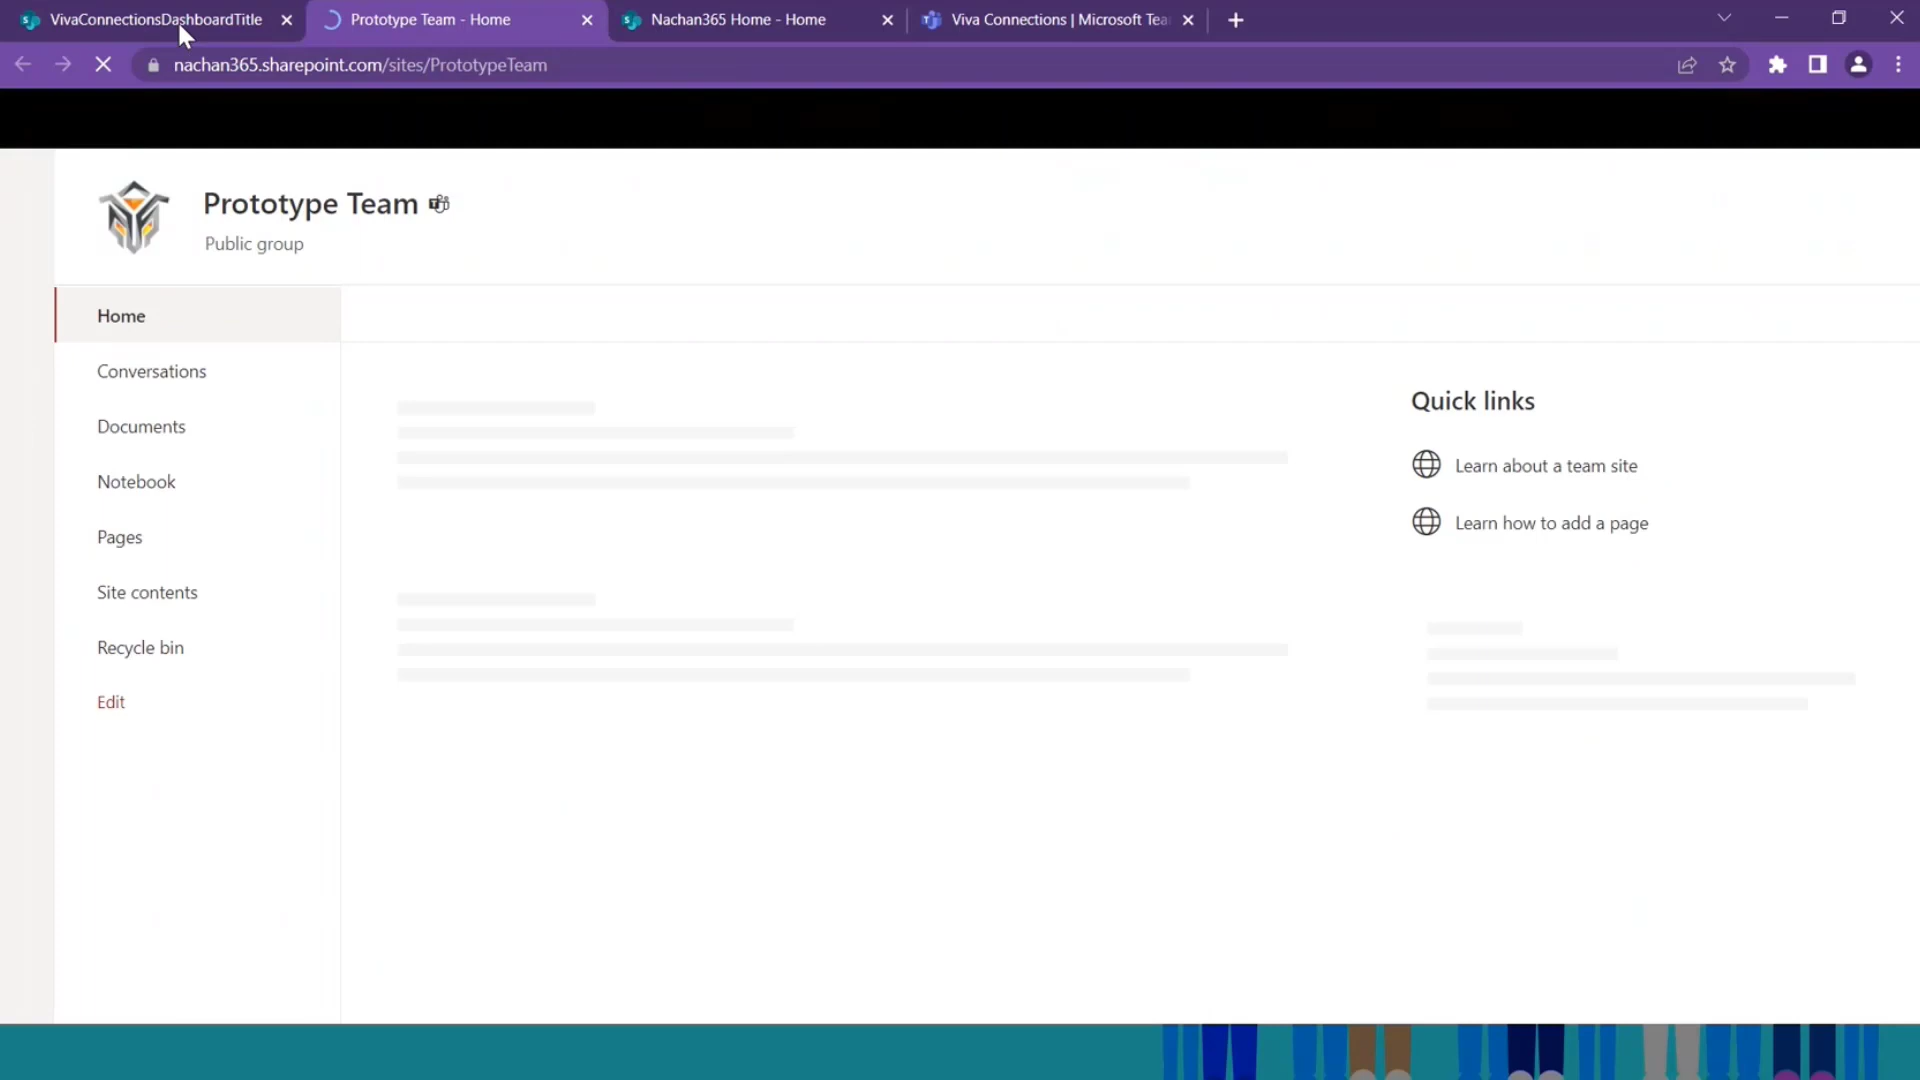 VivaConnectionsDashboardTitle
Prototype Team - Home
Nachan365 Home - Home
Viva Connections | Microsoft Tea
nachan365.sharepoint.com/sites/PrototypeTeam
Prototype Team
Public group
Home
Conversations
Documents
Notebook
Pages
Site contents
Recycle bin
Edit
Quick links
Learn about a team site
Learn how to add a page